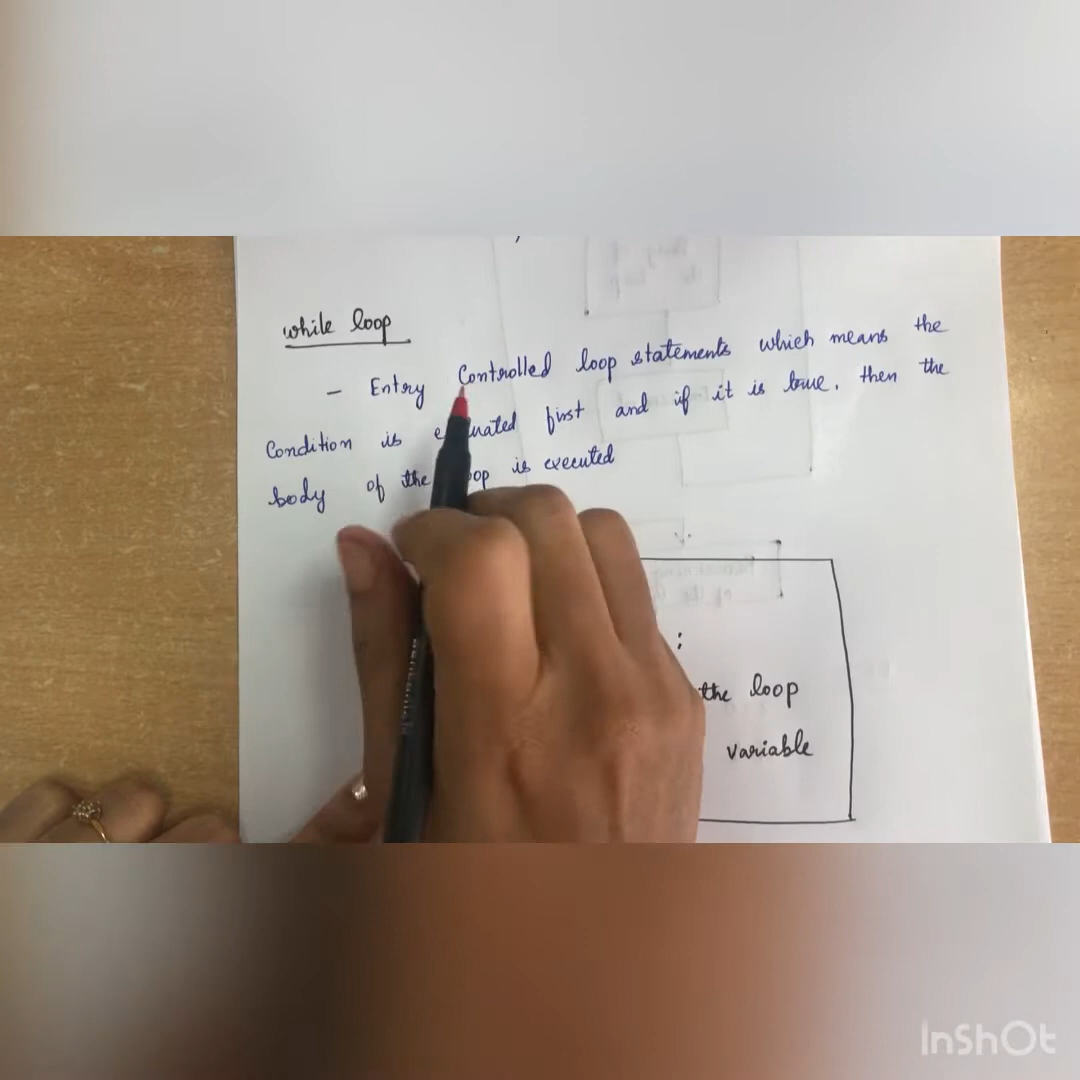 while loop
- Entry Controlled loop statements which means the
Condition is first and if it is true. then the
body of the is executed
:
the loop
variable
InShOt